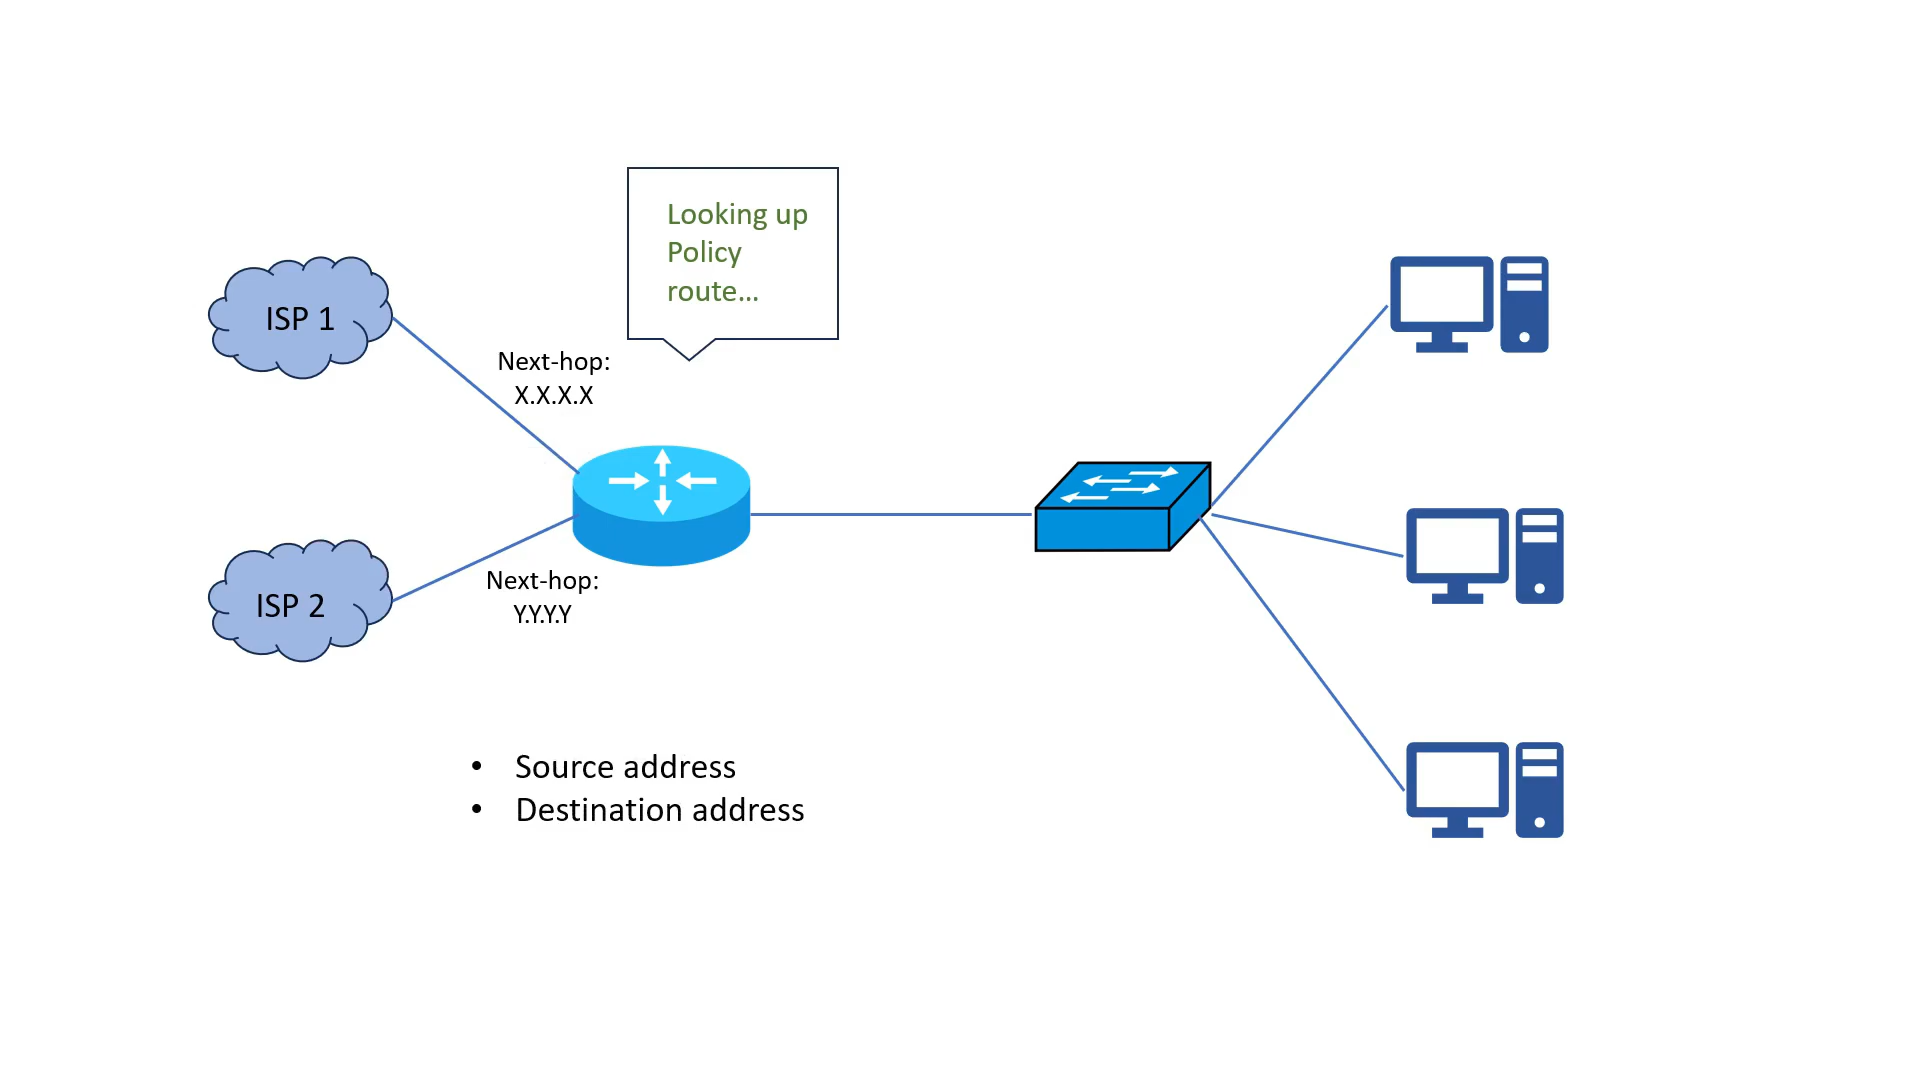 Looking up
Policy
route...
ISP 1
Next-hop:
X.X.X.X
Next-hop:
Y.Y.Y.Y
ISP 2
• Source address
• Destination address